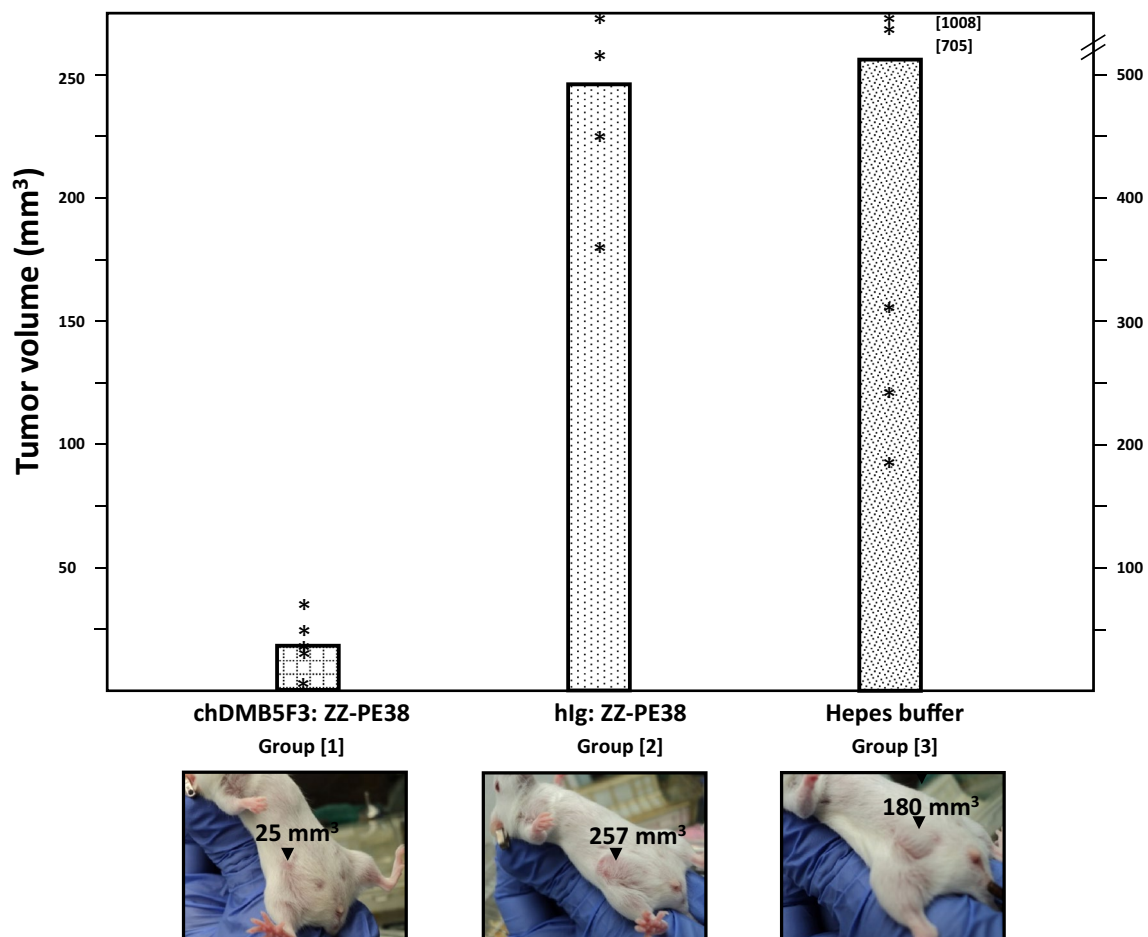 Tumor volume (mm³)
250
200
150
100
50
[1008]
[705]
500
400
300
200
100
chDMB5F3: ZZ-PE38
Group [1]
hIg: ZZ-PE38
Group [2]
Hepes buffer
Group [3]
25 mm³
257 mm³
180 mm³